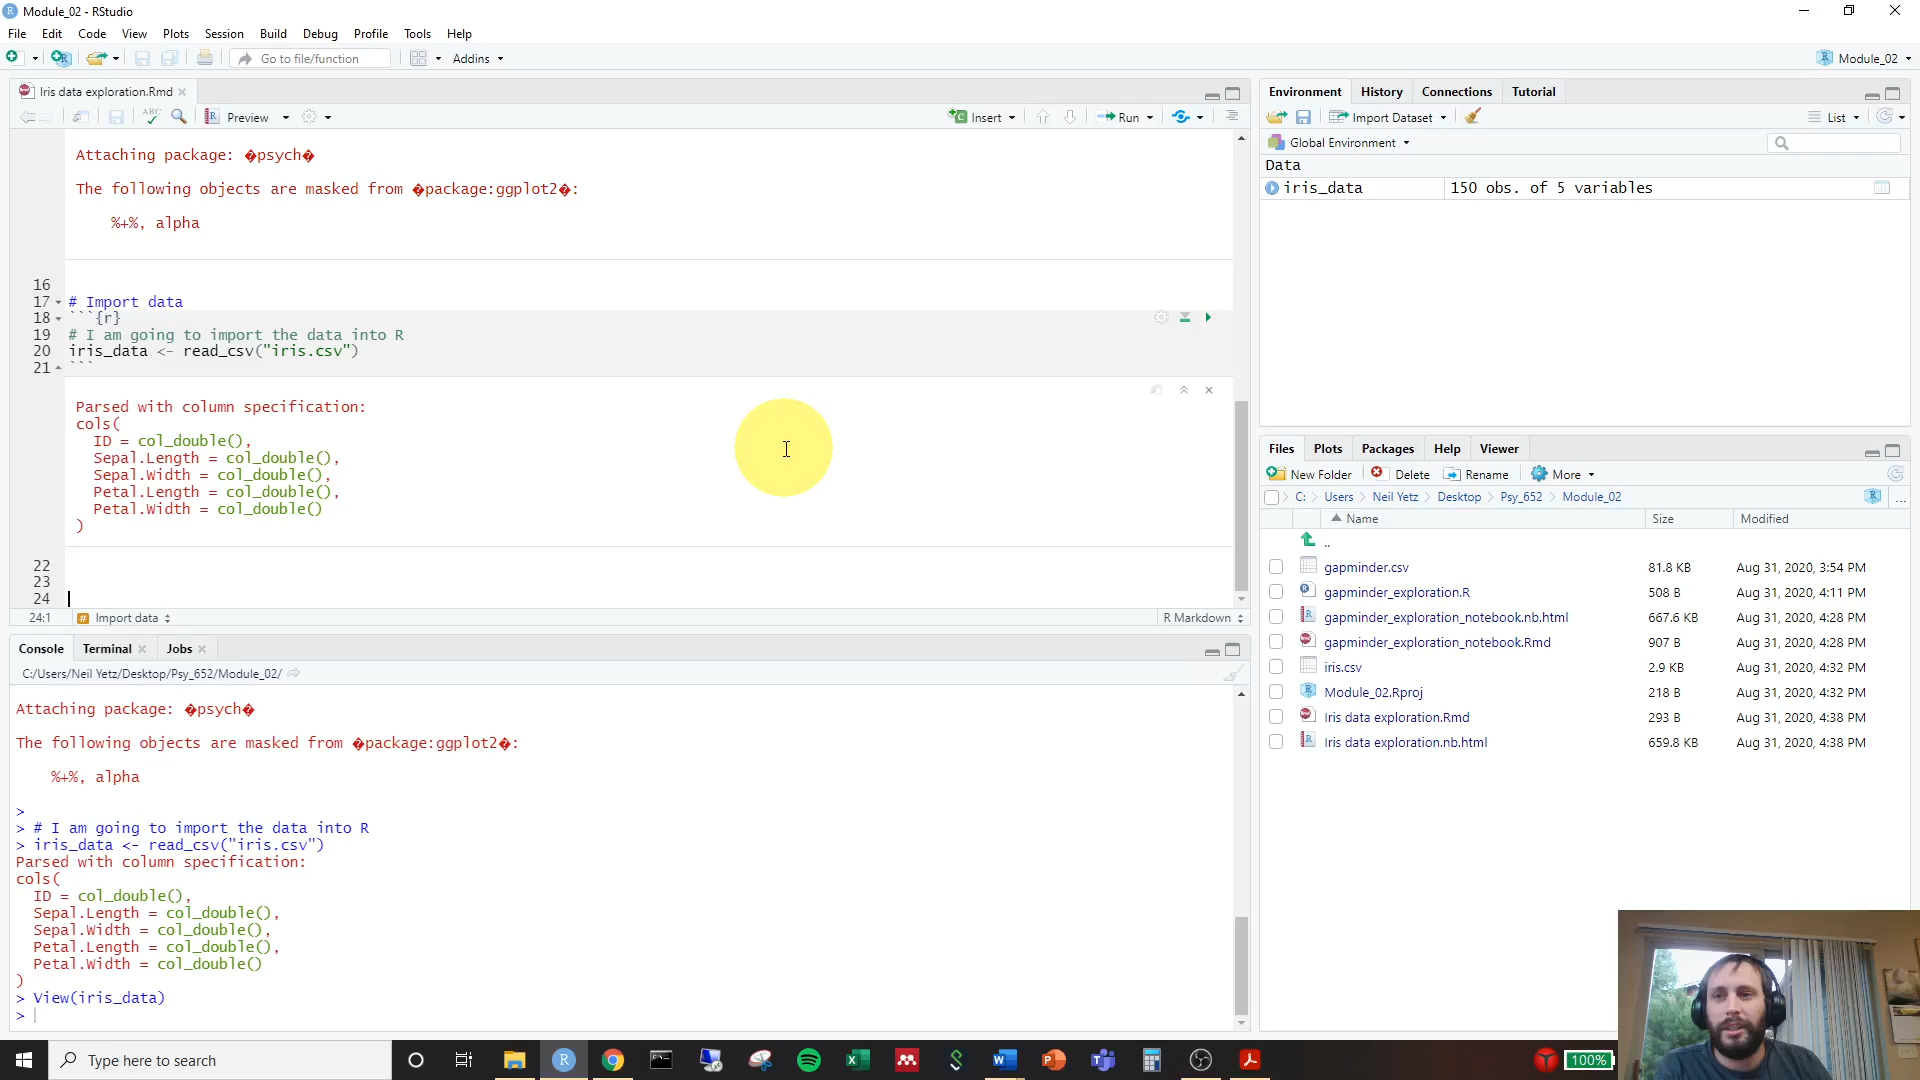 Module_02 - RStudio
File Edit Code View Plots Session Build Debug Profile Tools Help
Go to file/function
Addins
Module_02
Iris data exploration.Rmd
ABC
Preview
Insert
Run
Attaching package: �psych�
The following objects are masked from �package:ggplot2�:
%+%, alpha
16
17 # Import data
18 ```{r}
19 # I am going to import the data into R
20 iris_data <- read_csv("iris.csv")
21 ```
Parsed with column specification:
cols(
ID = col_double(),
Sepal.Length = col_double(),
Sepal.Width = col_double(),
Petal.Length = col_double(),
Petal.Width = col_double()
)
22
23
24
24:1 Import data R Markdown
Console Terminal Jobs
C:/Users/Neil Yetz/Desktop/Psy_652/Module_02/
Attaching package: �psych�
The following objects are masked from �package:ggplot2�:
%+%, alpha
>
> # I am going to import the data into R
> iris_data <- read_csv("iris.csv")
Parsed with column specification:
cols(
ID = col_double(),
Sepal.Length = col_double(),
Sepal.Width = col_double(),
Petal.Length = col_double(),
Petal.Width = col_double()
)
> View(iris_data)
>
Environment History Connections Tutorial
Import Dataset List
Global Environment
Data
iris_data 150 obs. of 5 variables
Files Plots Packages Help Viewer
New Folder Delete Rename More
C: Users Neil Yetz Desktop Psy_652 Module_02 ...
Name Size Modified
..
gapminder.csv 81.8 KB Aug 31, 2020, 3:54 PM
gapminder_exploration.R 508 B Aug 31, 2020, 4:11 PM
gapminder_exploration_notebook.nb.html 667.6 KB Aug 31, 2020, 4:28 PM
gapminder_exploration_notebook.Rmd 907 B Aug 31, 2020, 4:28 PM
iris.csv 2.9 KB Aug 31, 2020, 4:32 PM
Module_02.Rproj 218 B Aug 31, 2020, 4:32 PM
Iris data exploration.Rmd 293 B Aug 31, 2020, 4:38 PM
Iris data exploration.nb.html 659.8 KB Aug 31, 2020, 4:38 PM
Type here to search
100%